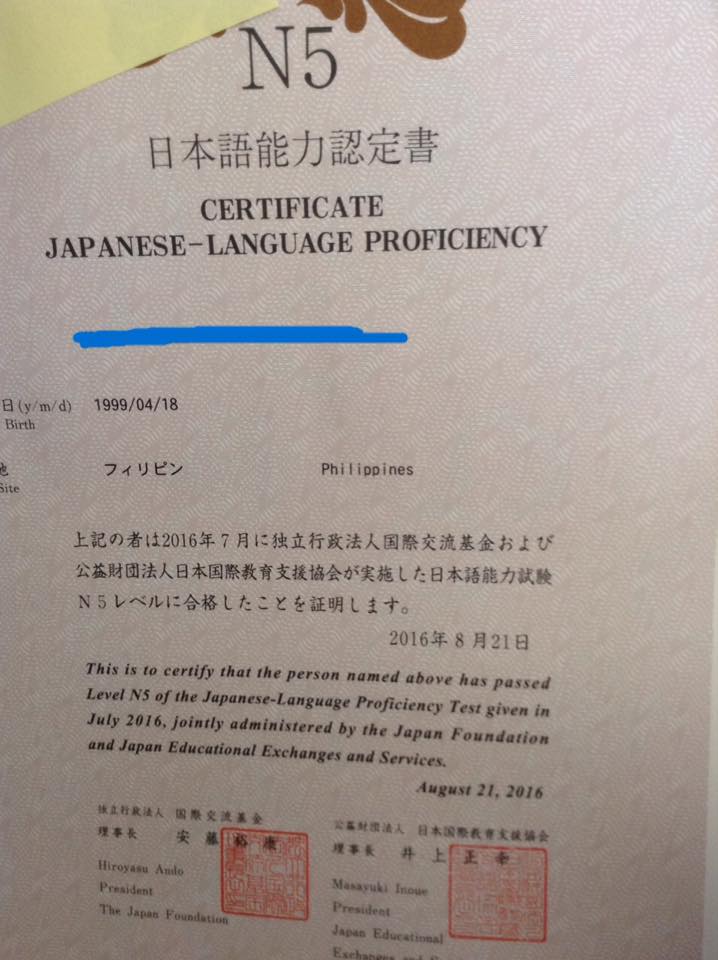 N5
日本語能力認定書
CERTIFICATE
JAPANESE-LANGUAGE PROFICIENCY
日(y/m/d) 1999/04/18
Birth
地 フィリピン Philippines
Site
上記の者は2016年7月に独立行政法人国際交流基金および
公益財団法人日本国際教育支援協会が実施した日本語能力試験
N5レベルに合格したことを証明します。
2016年8月21日
This is to certify that the person named above has passed
Level N5 of the Japanese-Language Proficiency Test given in
July 2016, jointly administered by the Japan Foundation
and Japan Educational Exchanges and Services.
August 21, 2016
独立行政法人 国際交流基金
理事長 安藤裕康
Hiroyasu Ando
President
The Japan Foundation
公益財団法人 日本国際教育支援協会
理事長 井上正幸
Masayuki Inoue
President
Japan Educational
Exchanges and